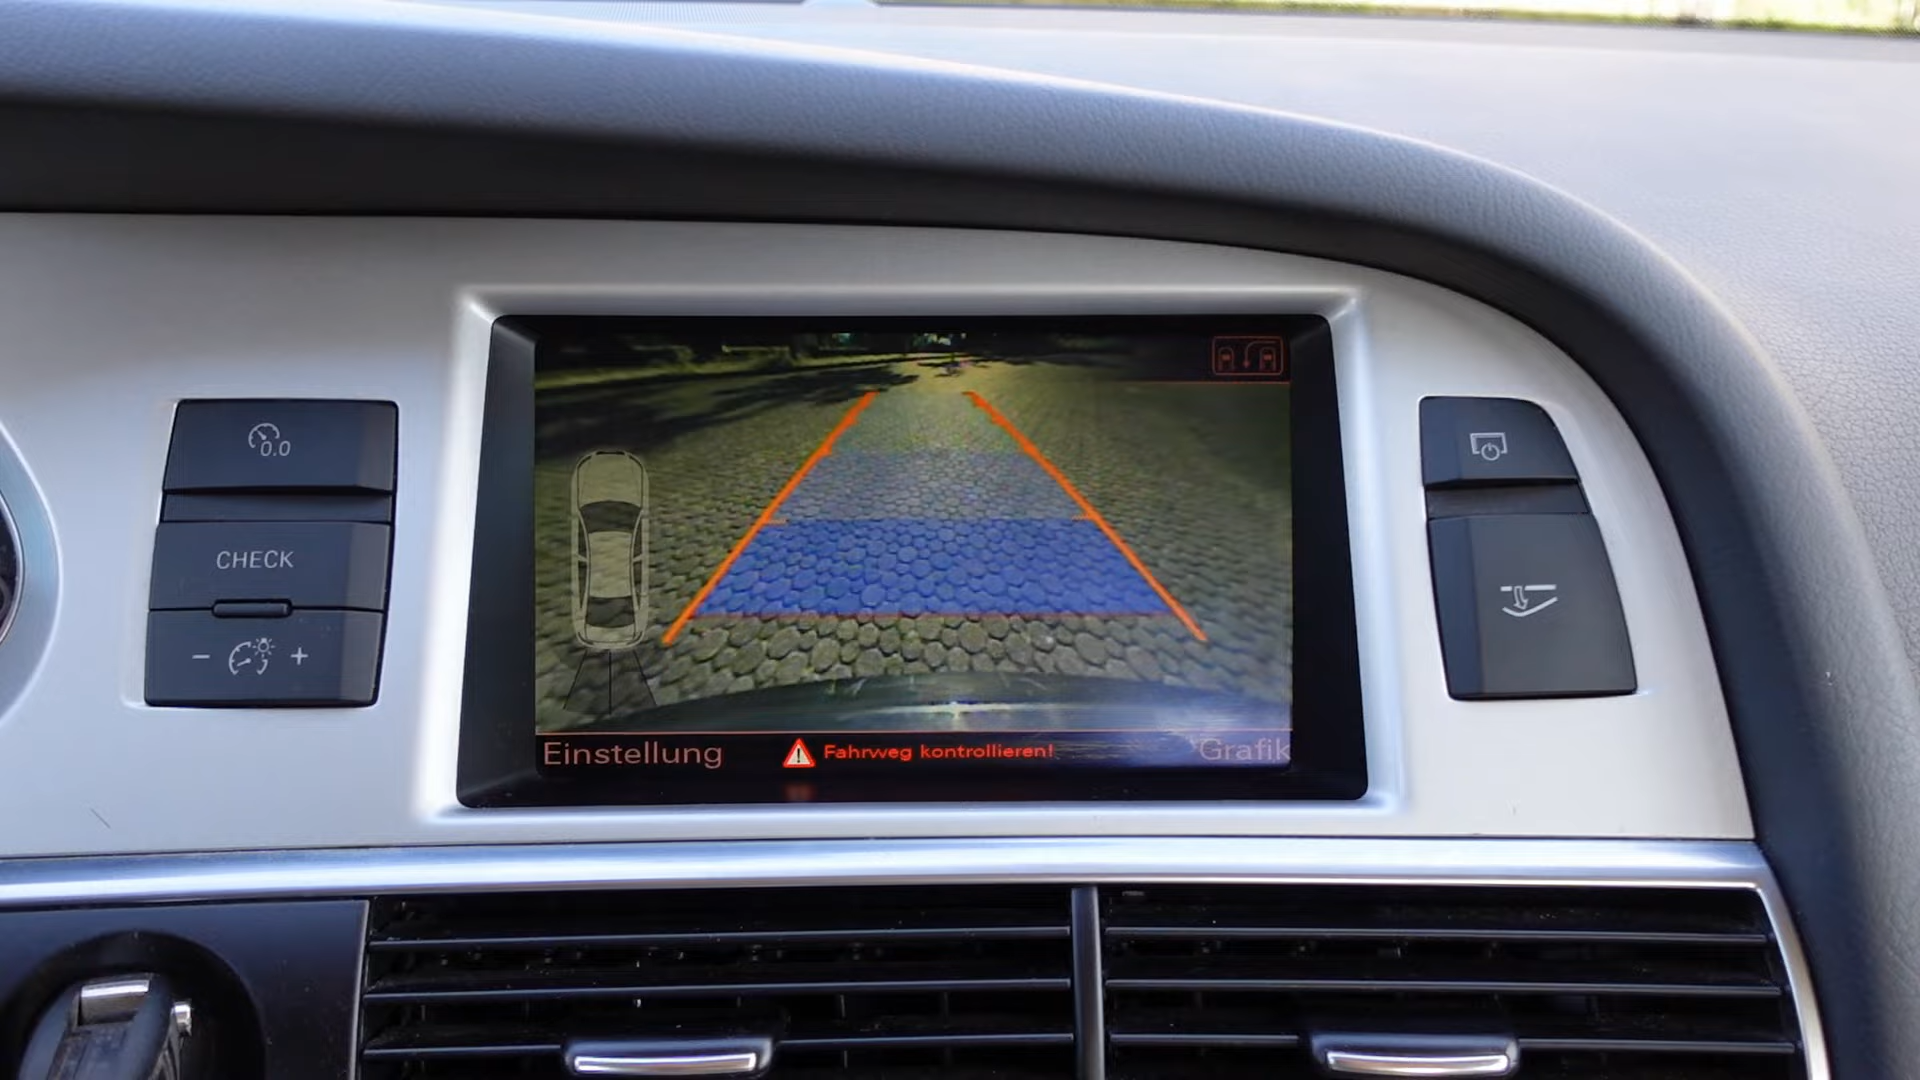 0.0
CHECK
- +
Einstellung
Fahrweg kontrollieren!
Grafik